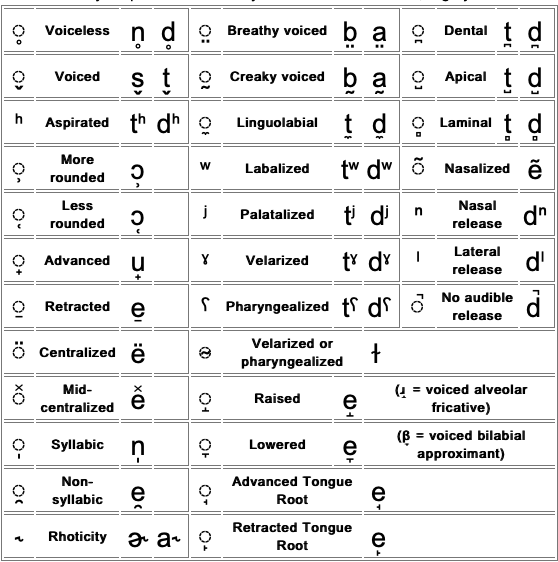 ◌̥ Voiceless n̥ d̥ ◌̤ Breathy voiced b̤ a̤ ◌̪ Dental t̪ d̪
◌̬ Voiced s̬ t̬ ◌̰ Creaky voiced b̰ a̰ ◌̺ Apical t̺ d̺
ʰ Aspirated tʰ dʰ ◌̼ Linguolabial t̼ d̼ ◌̻ Laminal t̻ d̻
◌̹ More rounded ɔ̹ ʷ Labalized tʷ dʷ ◌̃ Nasalized ẽ
◌̜ Less rounded ɔ̜ ʲ Palatalized tʲ dʲ ⁿ Nasal release dⁿ
◌̟ Advanced u̟ ˠ Velarized tˠ dˠ ˡ Lateral release dˡ
◌̠ Retracted e̠ ˤ Pharyngealized tˤ dˤ ◌̚ No audible release d̚
◌̈ Centralized ë ◌̴ Velarized or pharyngealized ɫ
◌̽ Mid-centralized e̽ ◌̝ Raised e̝ (ɹ̝ = voiced alveolar fricative)
◌̩ Syllabic n̩ ◌̞ Lowered e̞ (β̞ = voiced bilabial approximant)
◌̯ Non-syllabic e̯ ◌̘ Advanced Tongue Root e̘
˞ Rhoticity ɚ a˞ ◌̙ Retracted Tongue Root e̙